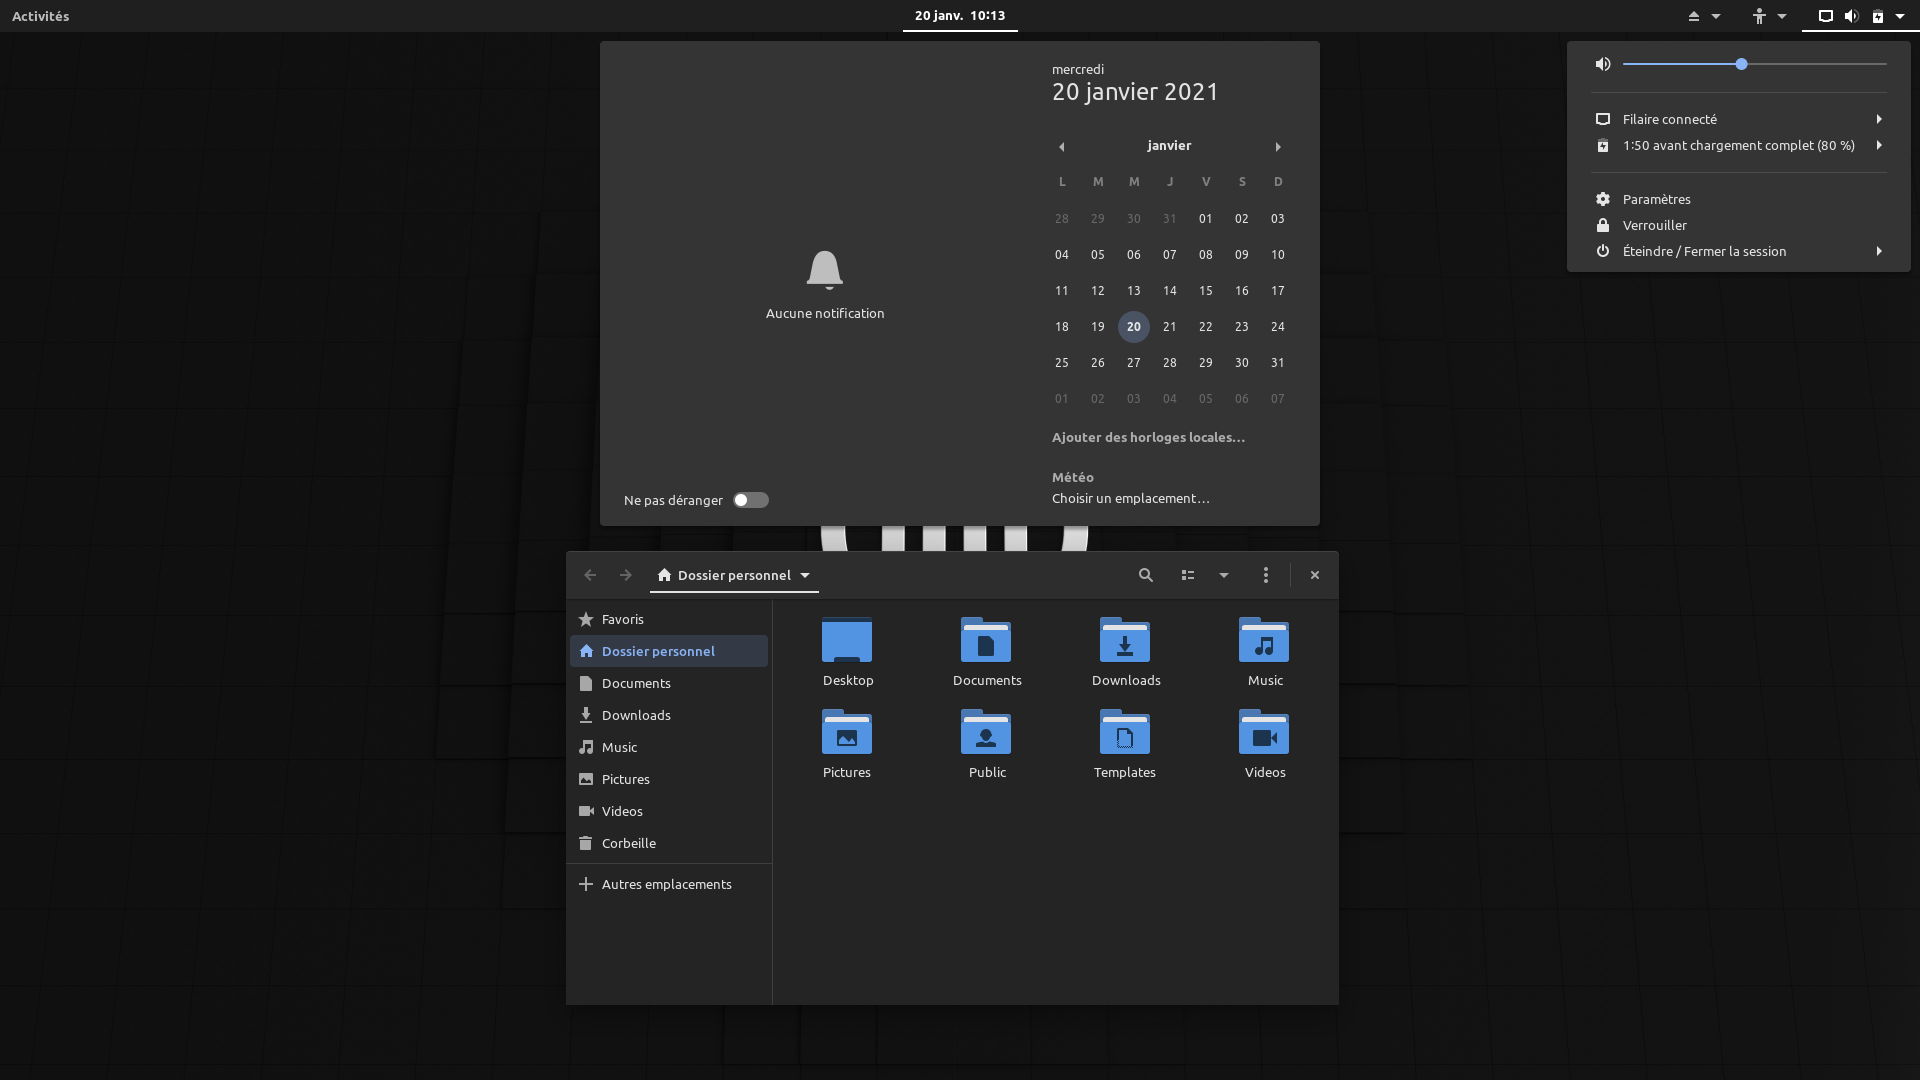 Activités
20 janv. 10:13
mercredi
20 janvier 2021
janvier
L M M J V S D
28 29 30 31 01 02 03
04 05 06 07 08 09 10
11 12 13 14 15 16 17
18 19 20 21 22 23 24
25 26 27 28 29 30 31
01 02 03 04 05 06 07
Ajouter des horloges locales…
Météo
Choisir un emplacement…
Aucune notification
Ne pas déranger
Filaire connecté
1:50 avant chargement complet (80 %)
Paramètres
Verrouiller
Éteindre / Fermer la session
Dossier personnel
Favoris
Dossier personnel
Documents
Downloads
Music
Pictures
Videos
Corbeille
Autres emplacements
Desktop
Documents
Downloads
Music
Pictures
Public
Templates
Videos